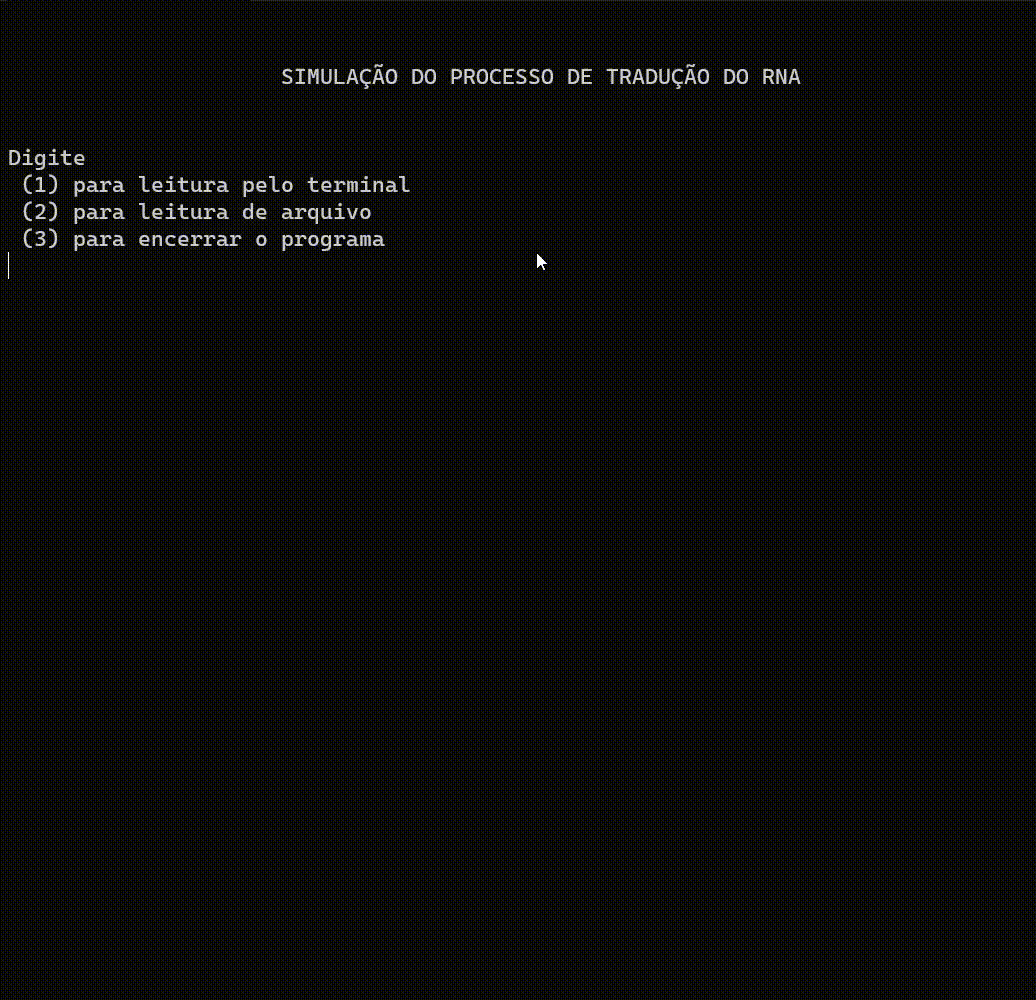 SIMULAÇÃO DO PROCESSO DE TRADUÇÃO DO RNA
Digite
(1) para leitura pelo terminal
(2) para leitura de arquivo
(3) para encerrar o programa